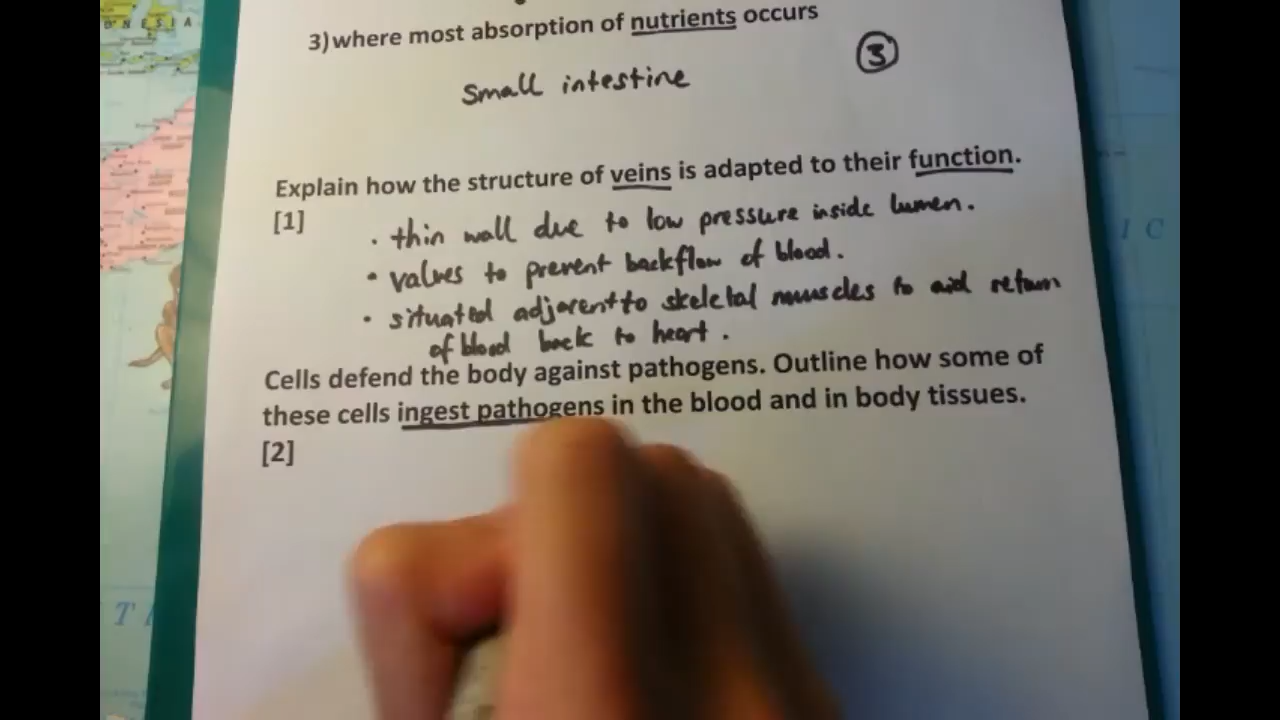 NESIA
3) where most absorption of nutrients occurs
Small intestine
3
Explain how the structure of veins is adapted to their function.
[1]
• thin wall due to low pressure inside lumen.
• valves to prevent backflow of blood.
• situated adjacent to skeletal muscles to aid return
of blood back to heart.
Cells defend the body against pathogens. Outline how some of
these cells ingest pathogens in the blood and in body tissues.
[2]
I C
T